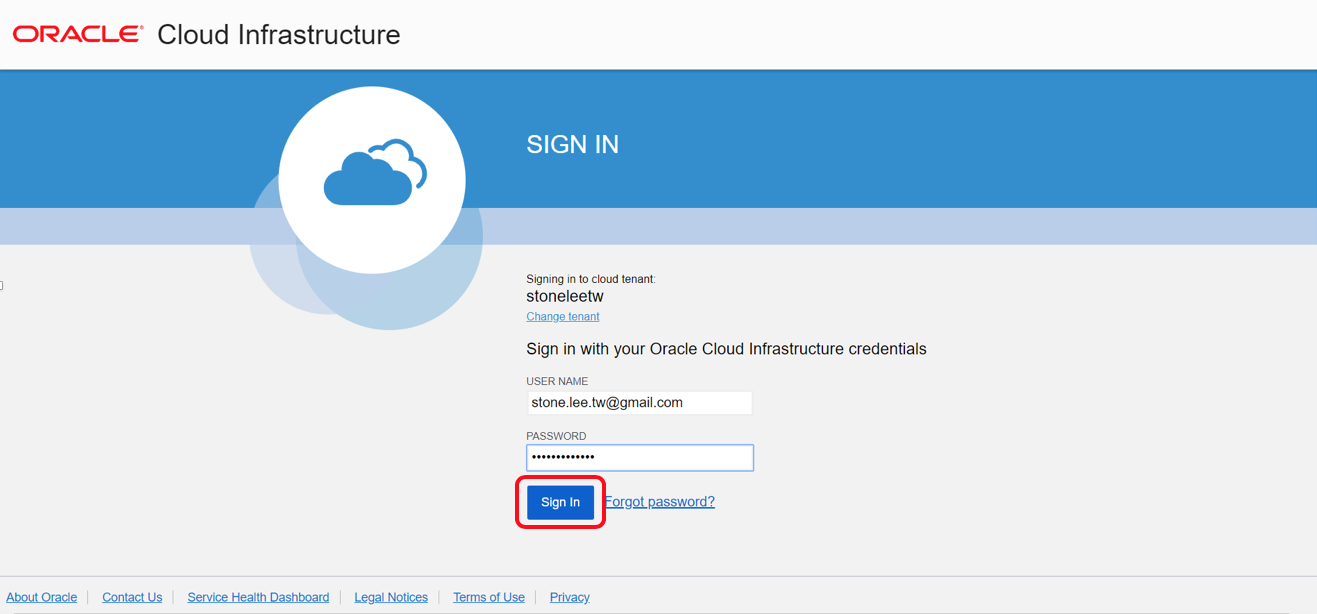 ORACLE® Cloud Infrastructure
SIGN IN
Signing in to cloud tenant:
stoneleetw
Change tenant
Sign in with your Oracle Cloud Infrastructure credentials
USER NAME
stone.lee.tw@gmail.com
PASSWORD
•••••••••••••
Sign In Forgot password?
About Oracle | Contact Us | Service Health Dashboard | Legal Notices | Terms of Use | Privacy